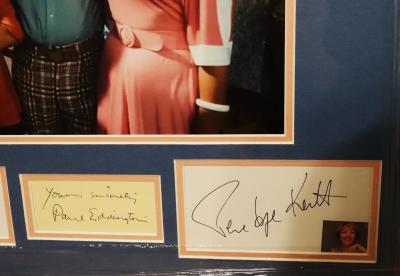 Yours sincerely
Paul Eddington
Penelope Keith